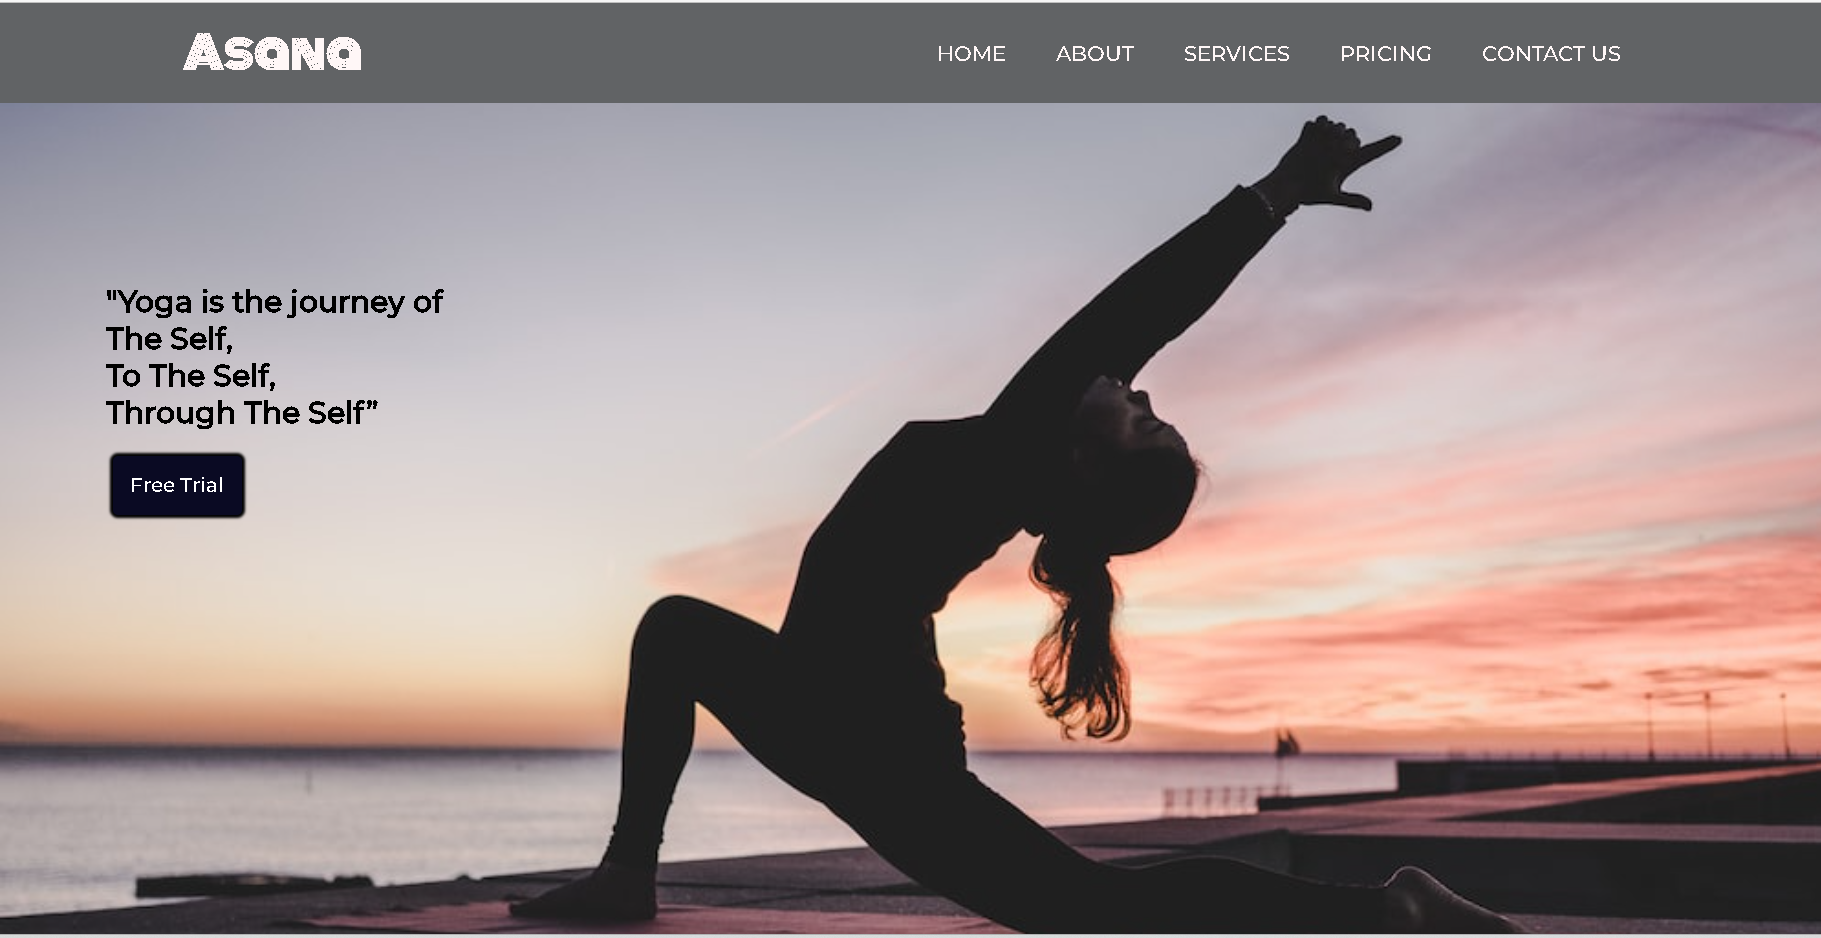 Asana
HOME ABOUT SERVICES PRICING CONTACT US
"Yoga is the journey of
The Self,
To The Self,
Through The Self”
Free Trial